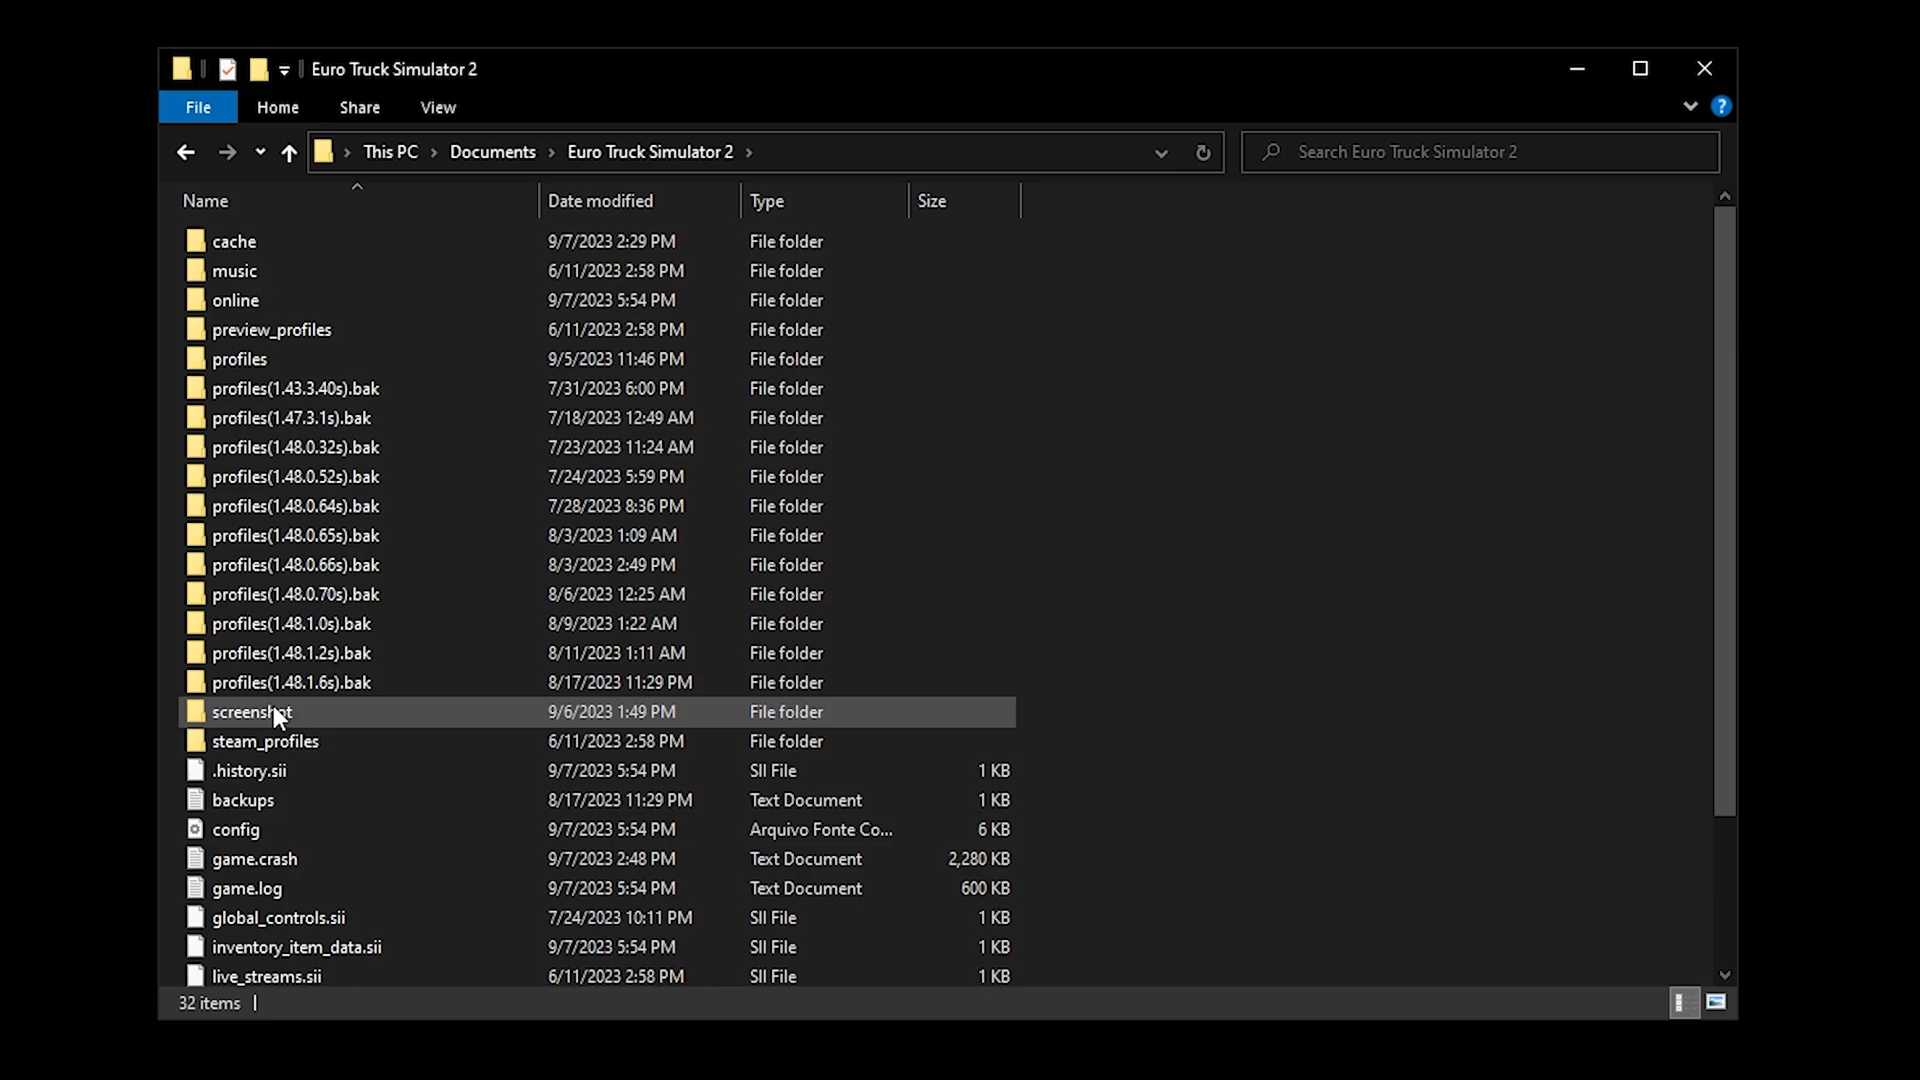 Euro Truck Simulator 2
File Home Share View
This PC Documents Euro Truck Simulator 2 Search Euro Truck Simulator 2
Name Date modified Type Size
cache 9/7/2023 2:29 PM File folder
music 6/11/2023 2:58 PM File folder
online 9/7/2023 5:54 PM File folder
preview_profiles 6/11/2023 2:58 PM File folder
profiles 9/5/2023 11:46 PM File folder
profiles(1.43.3.40s).bak 7/31/2023 6:00 PM File folder
profiles(1.47.3.1s).bak 7/18/2023 12:49 AM File folder
profiles(1.48.0.32s).bak 7/23/2023 11:24 AM File folder
profiles(1.48.0.52s).bak 7/24/2023 5:59 PM File folder
profiles(1.48.0.64s).bak 7/28/2023 8:36 PM File folder
profiles(1.48.0.65s).bak 8/3/2023 1:09 AM File folder
profiles(1.48.0.66s).bak 8/3/2023 2:49 PM File folder
profiles(1.48.0.70s).bak 8/6/2023 12:25 AM File folder
profiles(1.48.1.0s).bak 8/9/2023 1:22 AM File folder
profiles(1.48.1.2s).bak 8/11/2023 1:11 AM File folder
profiles(1.48.1.6s).bak 8/17/2023 11:29 PM File folder
screenshot 9/6/2023 1:49 PM File folder
steam_profiles 6/11/2023 2:58 PM File folder
.history.sii 9/7/2023 5:54 PM SII File 1 KB
backups 8/17/2023 11:29 PM Text Document 1 KB
config 9/7/2023 5:54 PM Arquivo Fonte Co... 6 KB
game.crash 9/7/2023 2:48 PM Text Document 2,280 KB
game.log 9/7/2023 5:54 PM Text Document 600 KB
global_controls.sii 7/24/2023 10:11 PM SII File 1 KB
inventory_item_data.sii 9/7/2023 5:54 PM SII File 1 KB
live_streams.sii 6/11/2023 2:58 PM SII File 1 KB
32 items